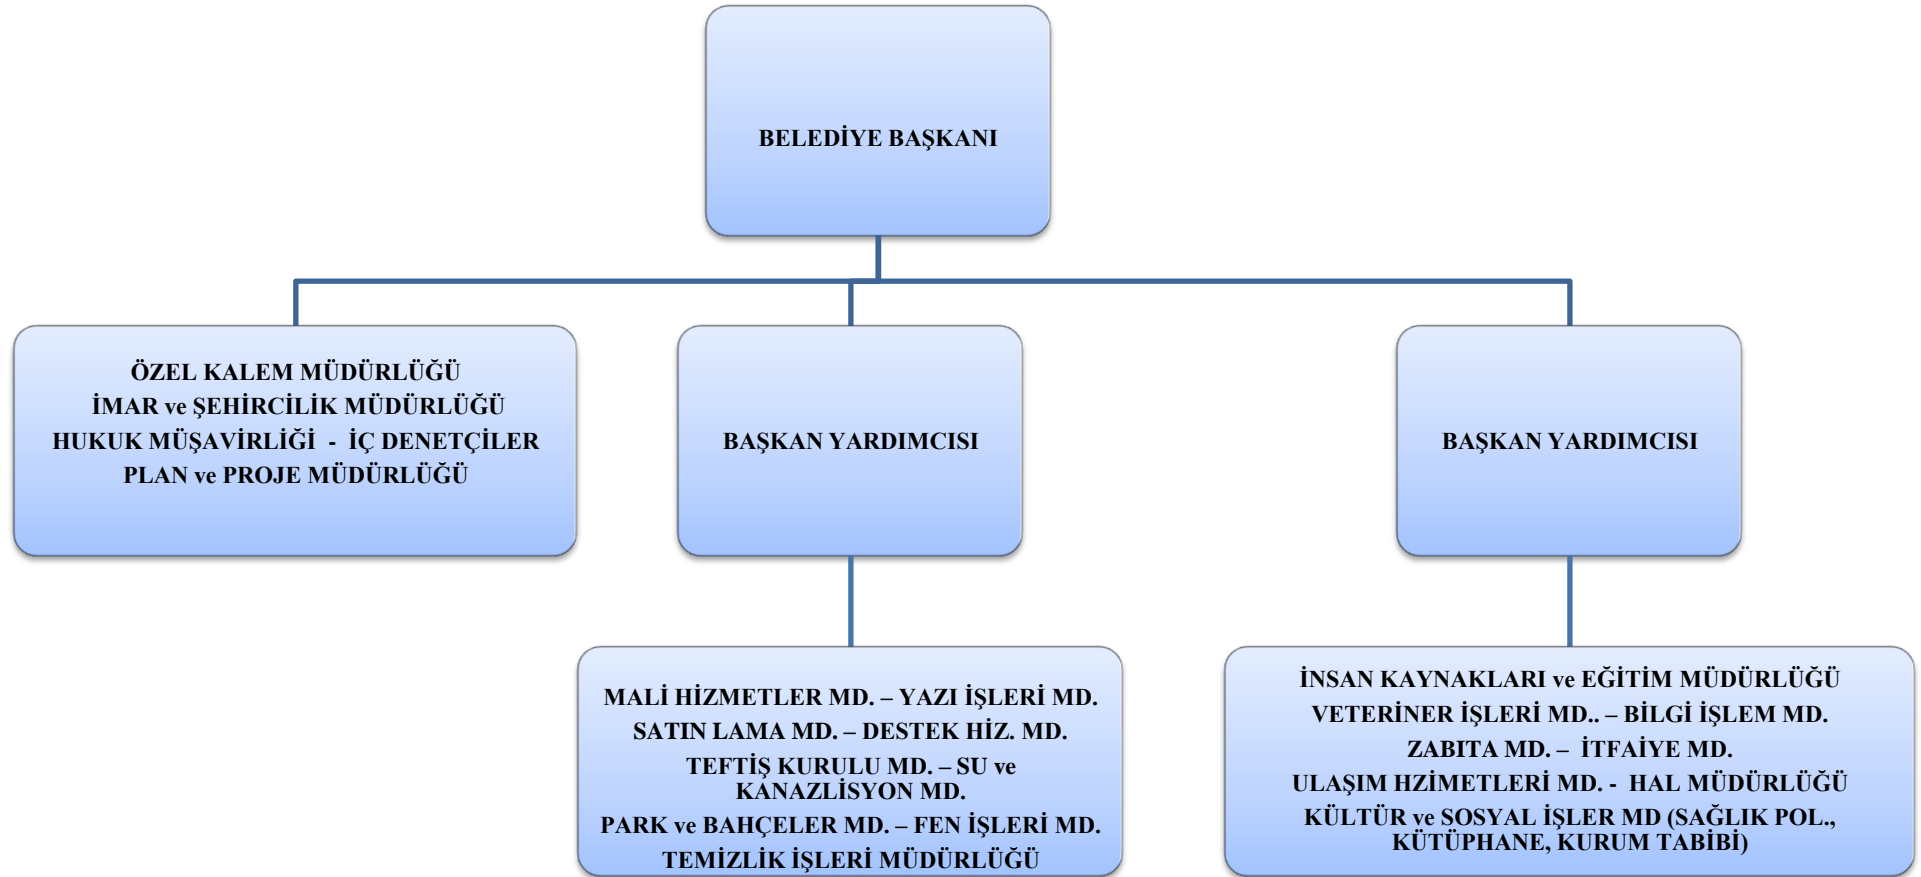 BELEDİYE BAŞKANI
ÖZEL KALEM MÜDÜRLÜĞÜ
İMAR ve ŞEHİRCİLİK MÜDÜRLÜĞÜ
HUKUK MÜŞAVİRLİĞİ - İÇ DENETÇİLER
PLAN ve PROJE MÜDÜRLÜĞÜ
BAŞKAN YARDIMCISI
BAŞKAN YARDIMCISI
MALİ HİZMETLER MD. – YAZI İŞLERİ MD.
SATIN LAMA MD. – DESTEK HİZ. MD.
TEFTİŞ KURULU MD. – SU ve
KANAZLİSYON MD.
PARK ve BAHÇELER MD. – FEN İŞLERİ MD.
TEMİZLİK İŞLERİ MÜDÜRLÜĞÜ
İNSAN KAYNAKLARI ve EĞİTİM MÜDÜRLÜĞÜ
VETERİNER İŞLERİ MD.. – BİLGİ İŞLEM MD.
ZABITA MD. – İTFAİYE MD.
ULAŞIM HZİMETLERİ MD. - HAL MÜDÜRLÜĞÜ
KÜLTÜR ve SOSYAL İŞLER MD (SAĞLIK POL.,
KÜTÜPHANE, KURUM TABİBİ)